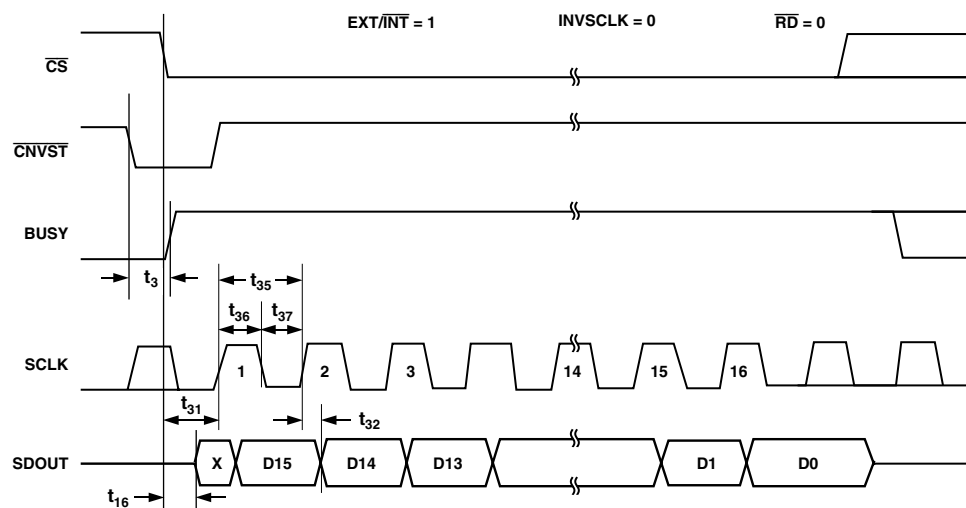 EXT/INT = 1 INVSCLK = 0 RD = 0
CS
CNVST
BUSY
t3
t35
t36 t37
SCLK
1 2 3 14 15 16
t31
t32
SDOUT
X D15 D14 D13 D1 D0
t16